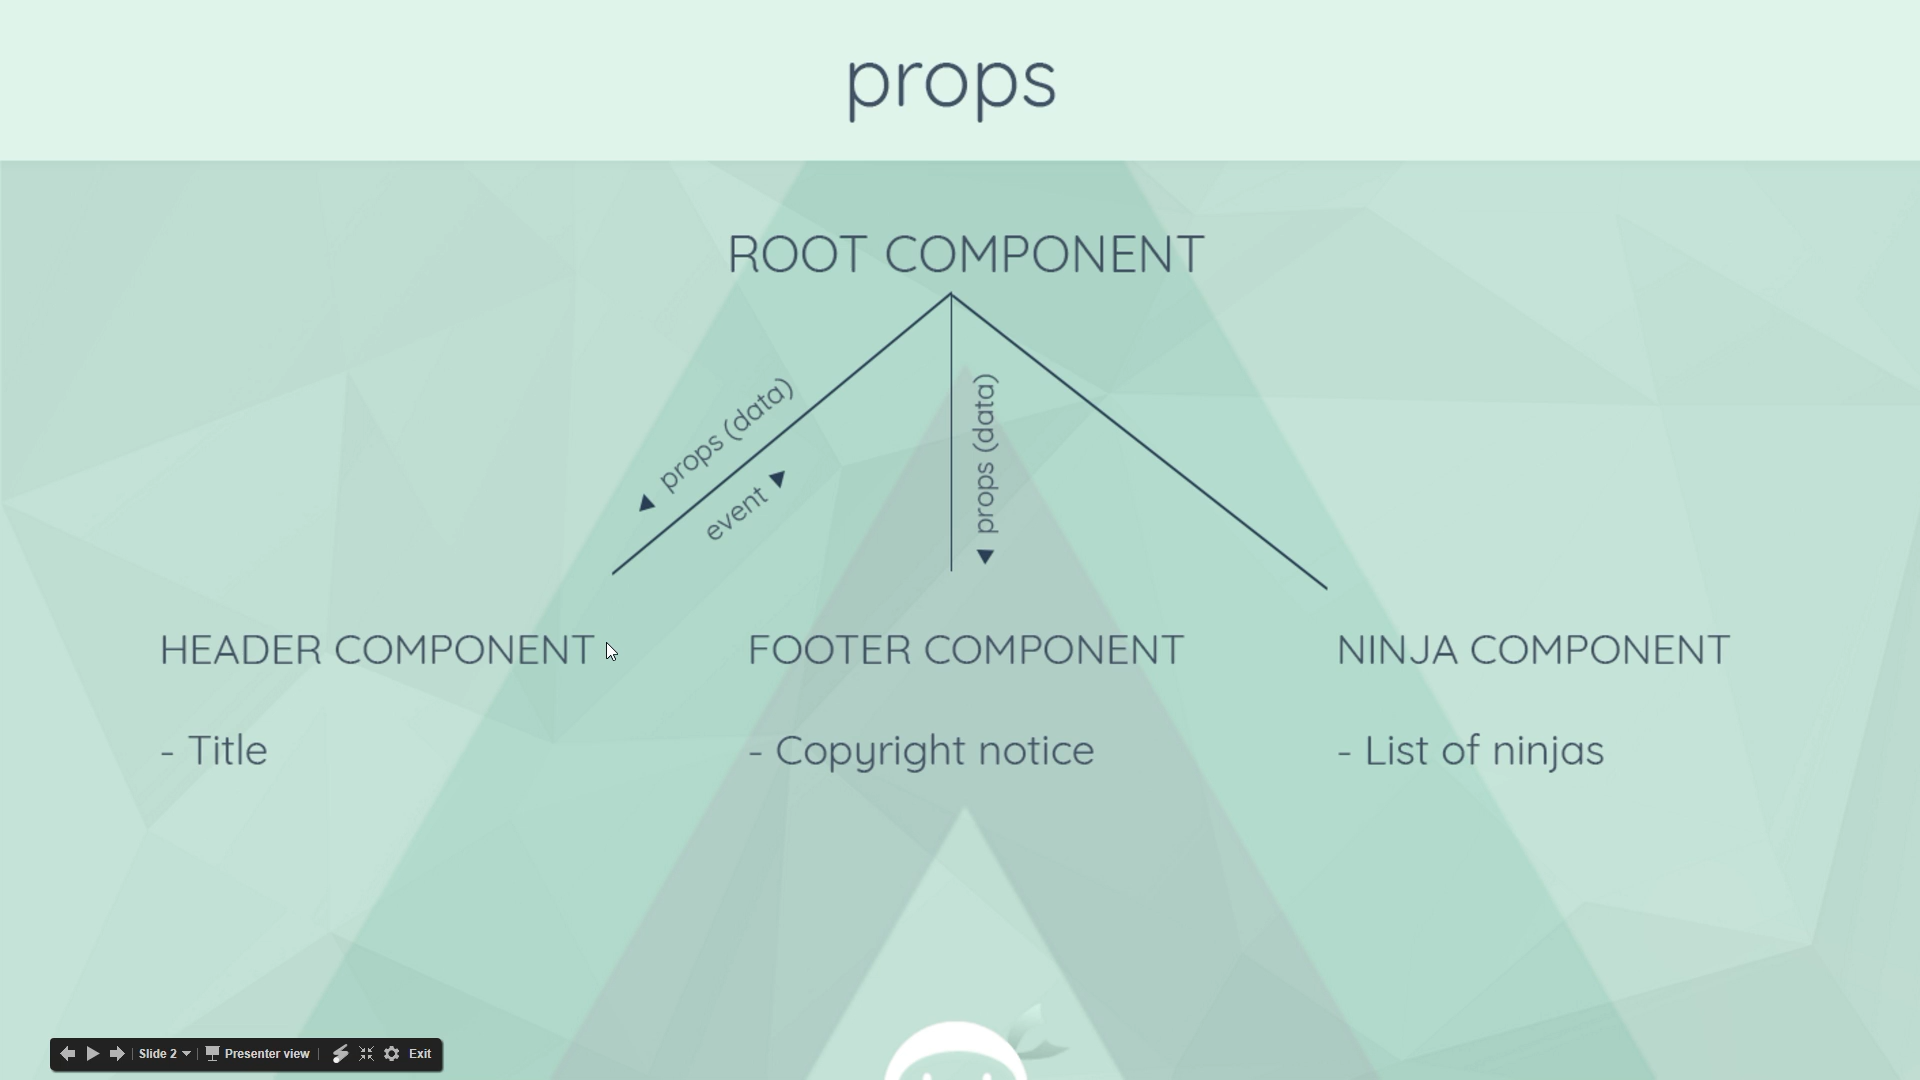 props
ROOT COMPONENT
props (data)
event
props (data)
HEADER COMPONENT
FOOTER COMPONENT
NINJA COMPONENT
- Title
- Copyright notice
- List of ninjas
Slide 2
Presenter view
Exit